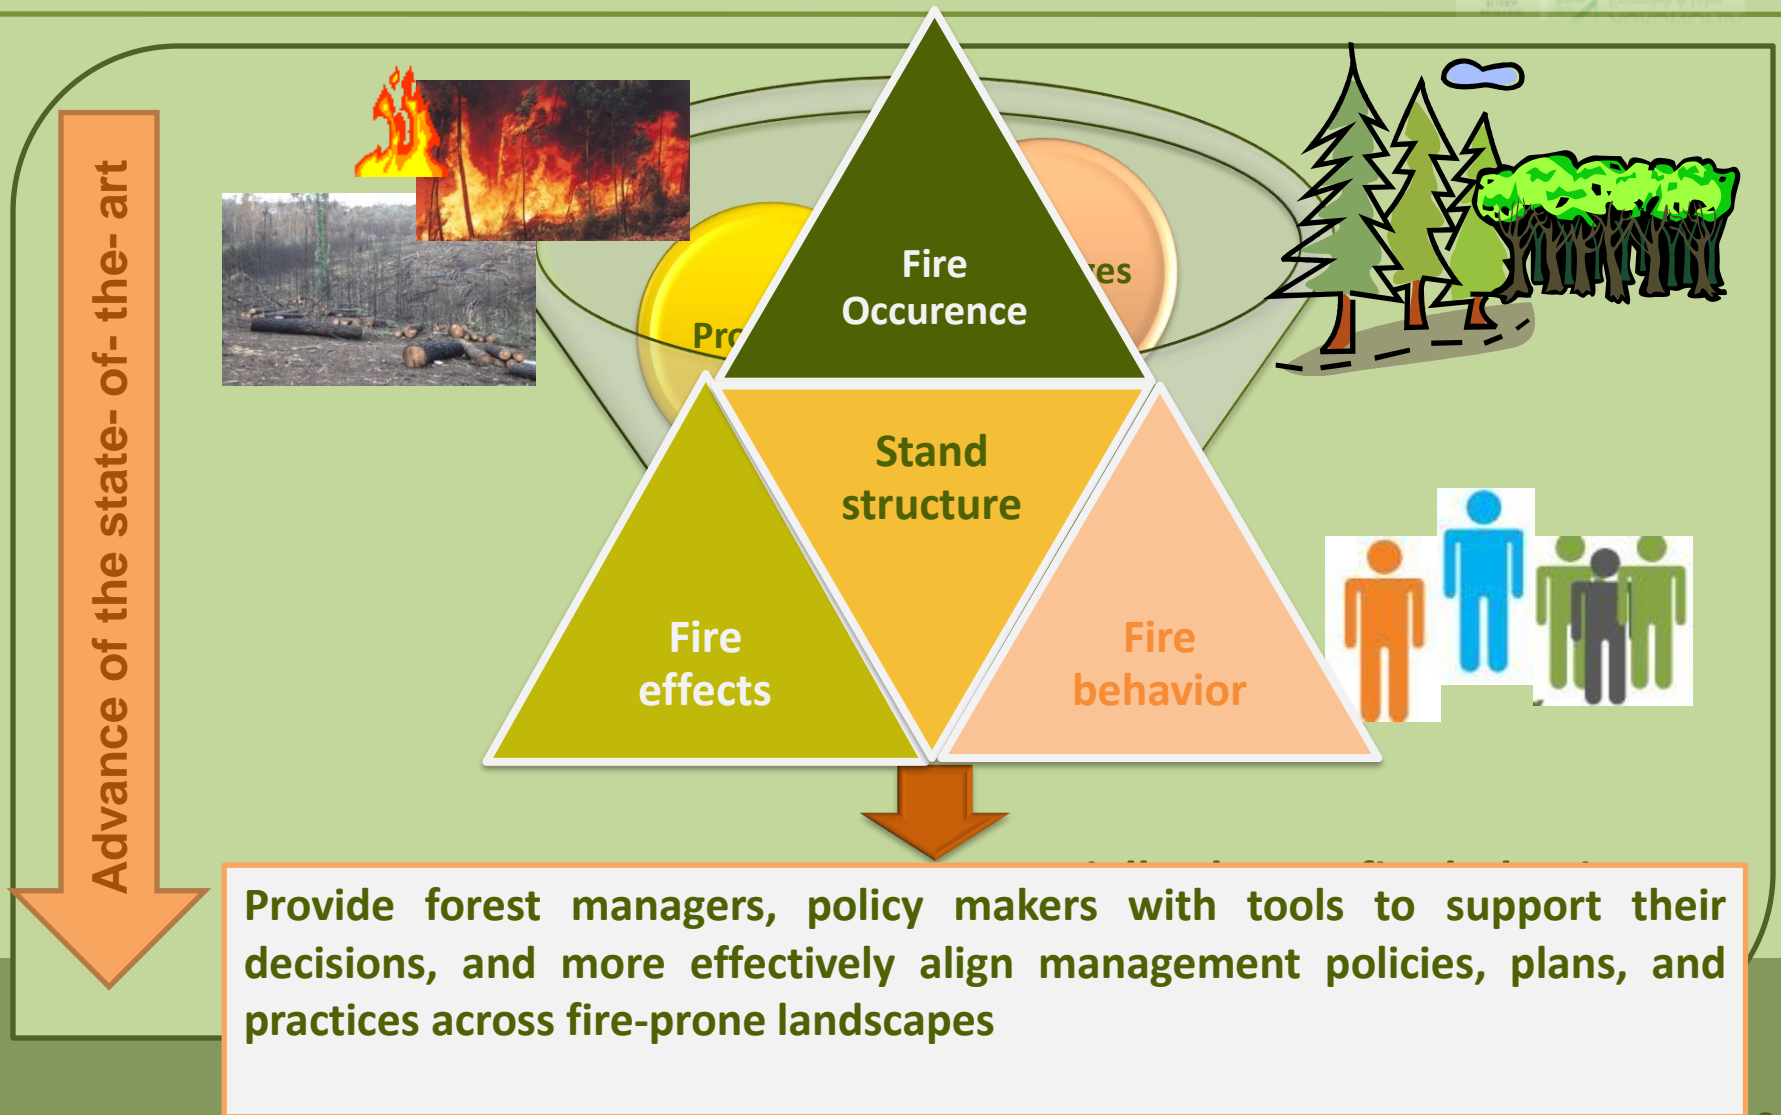 Advance of the state- of- the- art
Fire
Occurence
Stand
structure
Fire
effects
Fire
behavior
Provide forest managers, policy makers with tools to support their
decisions, and more effectively align management policies, plans, and
practices across fire-prone landscapes